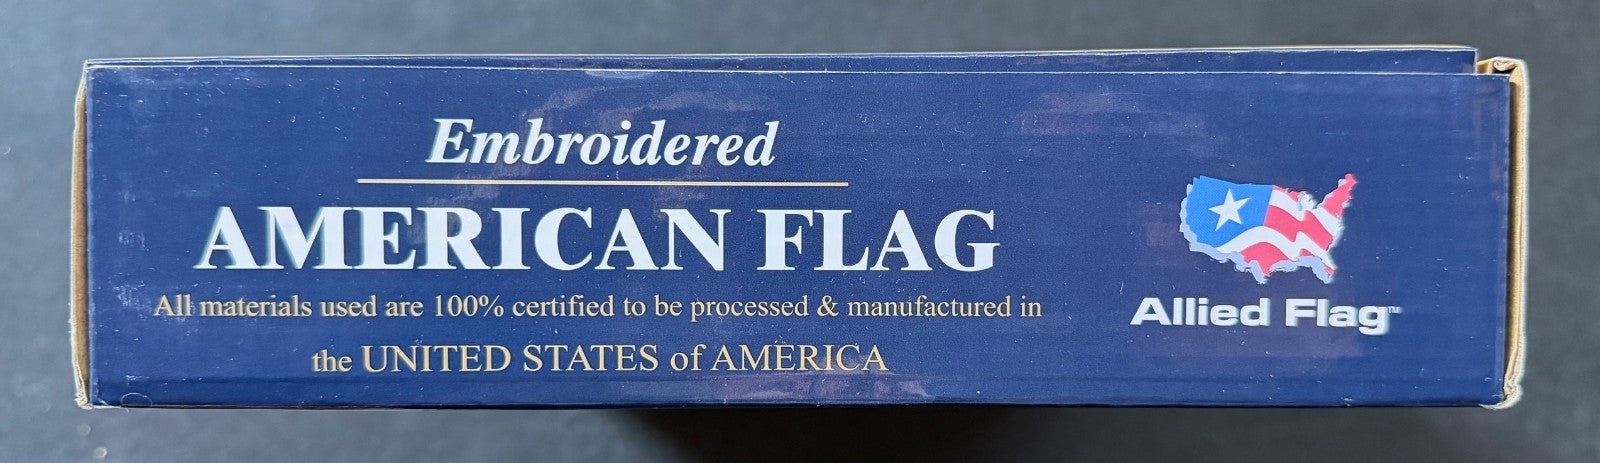 Embroidered
AMERICAN FLAG
All materials used are 100% certified to be processed & manufactured in
the UNITED STATES of AMERICA
Allied Flag™